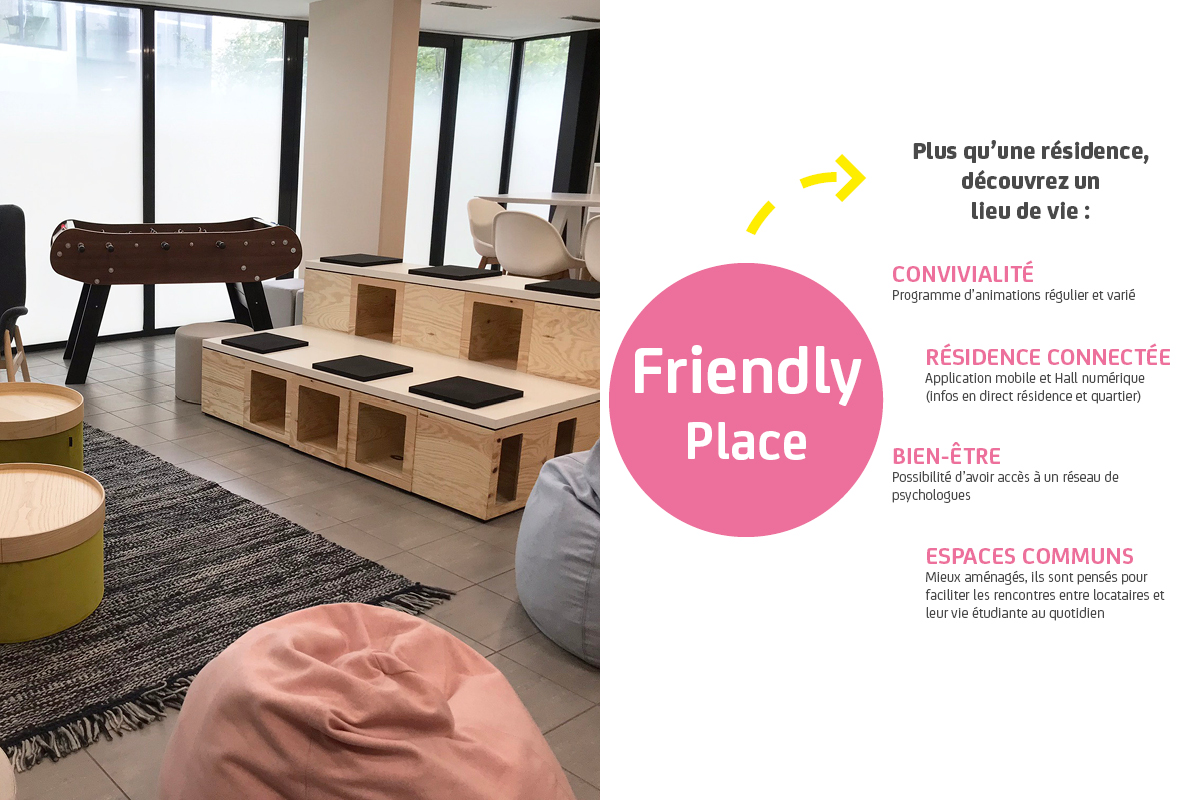 Plus qu’une résidence,
découvrez un
lieu de vie :
Friendly
Place
CONVIVIALITÉ
Programme d’animations régulier et varié
RÉSIDENCE CONNECTÉE
Application mobile et Hall numérique
(infos en direct résidence et quartier)
BIEN-ÊTRE
Possibilité d’avoir accès à un réseau de
psychologues
ESPACES COMMUNS
Mieux aménagés, ils sont pensés pour
faciliter les rencontres entre locataires et
leur vie étudiante au quotidien